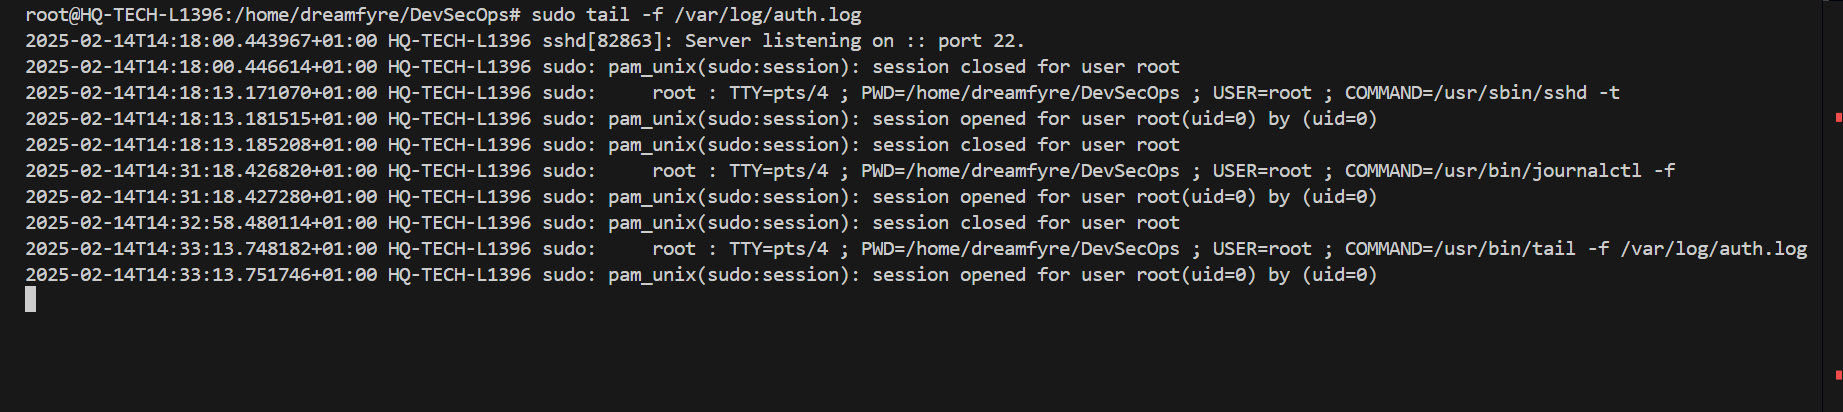 root@HQ-TECH-L1396:/home/dreamfyre/DevSecOps# sudo tail -f /var/log/auth.log
2025-02-14T14:18:00.443967+01:00 HQ-TECH-L1396 sshd[82863]: Server listening on :: port 22.
2025-02-14T14:18:00.446614+01:00 HQ-TECH-L1396 sudo: pam_unix(sudo:session): session closed for user root
2025-02-14T14:18:13.171070+01:00 HQ-TECH-L1396 sudo:     root : TTY=pts/4 ; PWD=/home/dreamfyre/DevSecOps ; USER=root ; COMMAND=/usr/sbin/sshd -t
2025-02-14T14:18:13.181515+01:00 HQ-TECH-L1396 sudo: pam_unix(sudo:session): session opened for user root(uid=0) by (uid=0)
2025-02-14T14:18:13.185208+01:00 HQ-TECH-L1396 sudo: pam_unix(sudo:session): session closed for user root
2025-02-14T14:31:18.426820+01:00 HQ-TECH-L1396 sudo:     root : TTY=pts/4 ; PWD=/home/dreamfyre/DevSecOps ; USER=root ; COMMAND=/usr/bin/journalctl -f
2025-02-14T14:31:18.427280+01:00 HQ-TECH-L1396 sudo: pam_unix(sudo:session): session opened for user root(uid=0) by (uid=0)
2025-02-14T14:32:58.480114+01:00 HQ-TECH-L1396 sudo: pam_unix(sudo:session): session closed for user root
2025-02-14T14:33:13.748182+01:00 HQ-TECH-L1396 sudo:     root : TTY=pts/4 ; PWD=/home/dreamfyre/DevSecOps ; USER=root ; COMMAND=/usr/bin/tail -f /var/log/auth.log
2025-02-14T14:33:13.751746+01:00 HQ-TECH-L1396 sudo: pam_unix(sudo:session): session opened for user root(uid=0) by (uid=0)